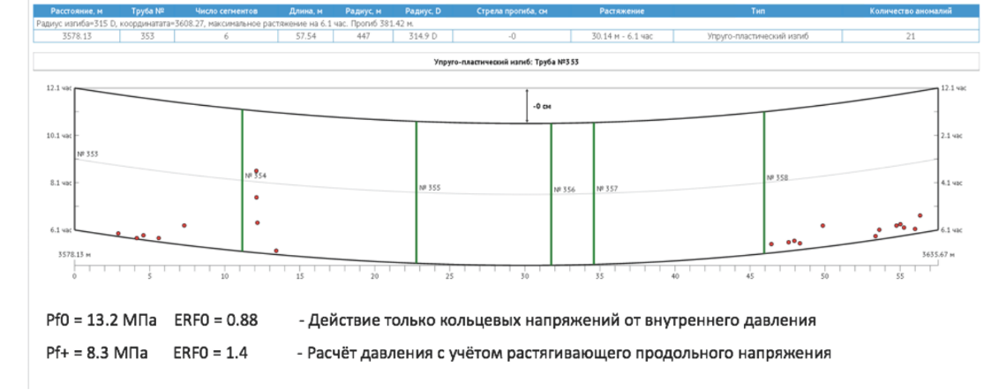 Расстояние, м Труба № Число сегментов Длина, м Радиус, м Радиус, D Стрела прогиба, см Растяжение Тип Количество аномалий
Радиус изгиба=315 D, координатата=3608.27, максимальное растяжение на 6.1 час. Прогиб 381.42 м.
3578.13 353 6 57.54 447 314.9 D -0 30.14 м - 6.1 час Упруго-пластический изгиб 21
Упруго-пластический изгиб: Труба №353
12.1 час 12.1 час
-0 см
10.1 час 2.1 час
№ 353
№ 354 № 358
8.1 час 4.1 час
№ 355 № 356 № 357
6.1 час 6.1 час
3578.13 м 3635.67 м
0 5 10 15 20 25 30 35 40 45 50 55
Pf0 = 13.2 МПа ERF0 = 0.88 - Действие только кольцевых напряжений от внутреннего давления
Pf+ = 8.3 МПа ERF0 = 1.4 - Расчёт давления с учётом растягивающего продольного напряжения